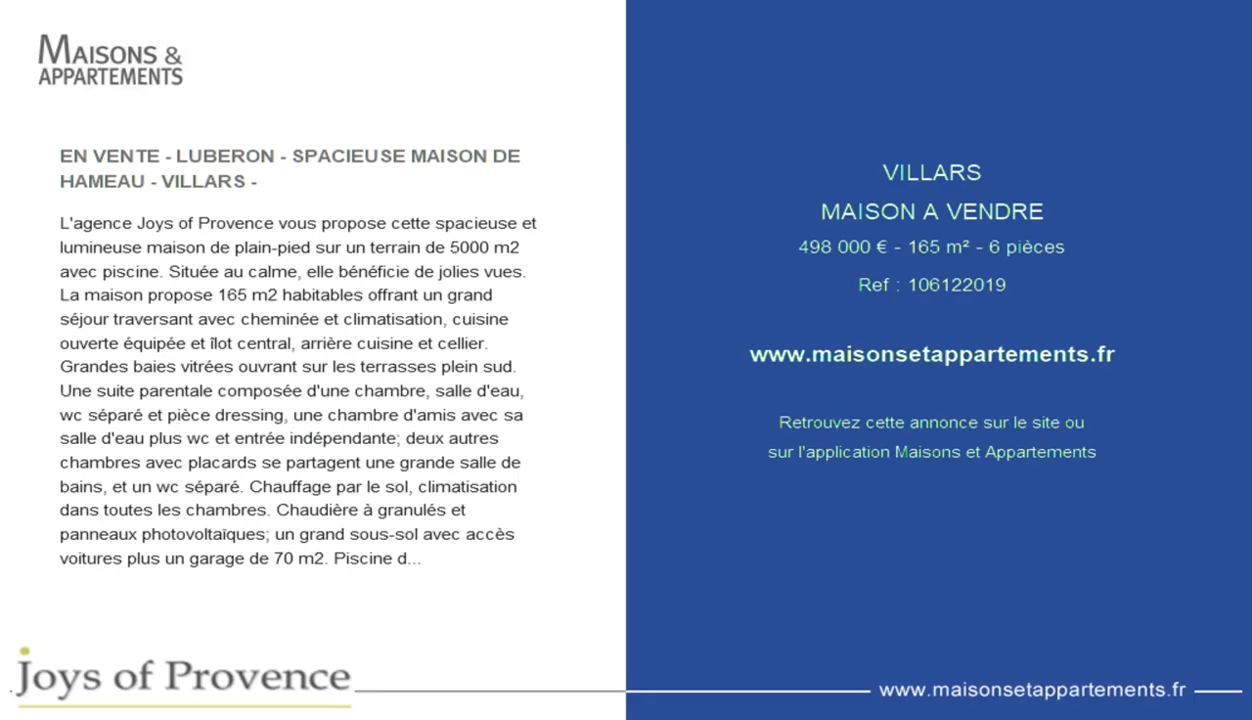 MAISONS &
APPARTEMENTS
EN VENTE - LUBERON - SPACIEUSE MAISON DE
HAMEAU - VILLARS -
L'agence Joys of Provence vous propose cette spacieuse et
lumineuse maison de plain-pied sur un terrain de 5000 m2
avec piscine. Située au calme, elle bénéficie de jolies vues.
La maison propose 165 m2 habitables offrant un grand
séjour traversant avec cheminée et climatisation, cuisine
ouverte équipée et îlot central, arrière cuisine et cellier.
Grandes baies vitrées ouvrant sur les terrasses plein sud.
Une suite parentale composée d'une chambre, salle d'eau,
wc séparé et pièce dressing, une chambre d'amis avec sa
salle d'eau plus wc et entrée indépendante; deux autres
chambres avec placards se partagent une grande salle de
bains, et un wc séparé. Chauffage par le sol, climatisation
dans toutes les chambres. Chaudière à granulés et
panneaux photovoltaïques; un grand sous-sol avec accès
voitures plus un garage de 70 m2. Piscine d...
Joys of Provence
VILLARS
MAISON A VENDRE
498 000 € - 165 m² - 6 pièces
Ref : 106122019
www.maisonsetappartements.fr
Retrouvez cette annonce sur le site ou
sur l'application Maisons et Appartements
www.maisonsetappartements.fr